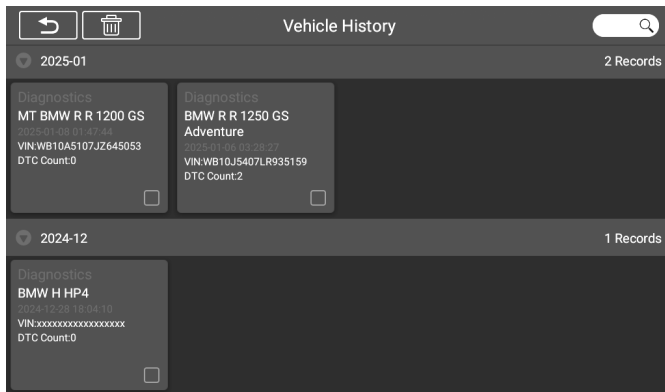 Vehicle History
2025-01
2 Records
Diagnostics
MT BMW R R 1200 GS
2025-01-08 01:47:44
VIN:WB10A5107JZ645053
DTC Count:0
Diagnostics
BMW R R 1250 GS
Adventure
2025-01-06 03:28:27
VIN:WB10J5407LR935159
DTC Count:2
2024-12
1 Records
Diagnostics
BMW H HP4
2024-12-28 18:04:10
VIN:xxxxxxxxxxxxxxxxx
DTC Count:0